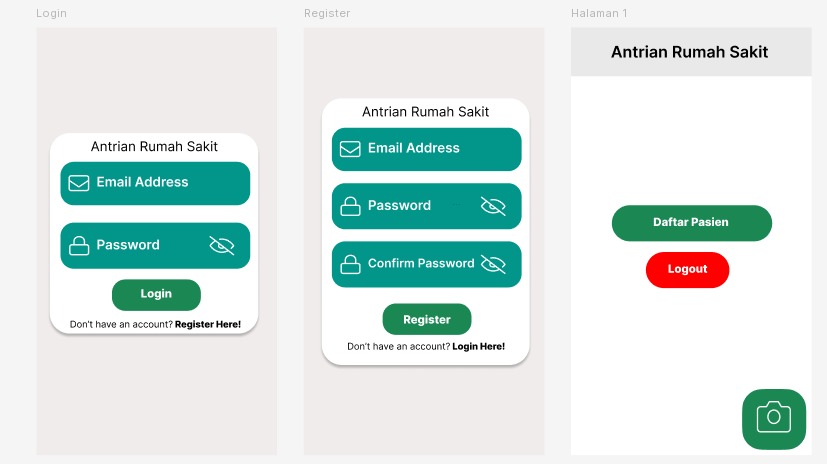 Login
Antrian Rumah Sakit
Email Address
Password
Login
Don't have an account? Register Here!
Register
Antrian Rumah Sakit
Email Address
Password
Confirm Password
Register
Don't have an account? Login Here!
Halaman 1
Antrian Rumah Sakit
Daftar Pasien
Logout